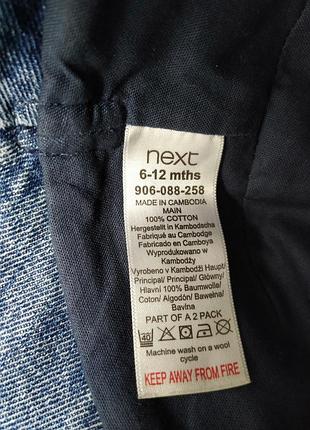 next
6-12 mths
906-088-258
MADE IN CAMBODIA
MAIN
100% COTTON
Hergestellt in Kambodscha
Fabriqué au Cambodge
Fabricado en Camboya
Wyprodukowano w
Kambodży
Vyrobeno v Kambodži Haupt/
Principal/ Principal/ Główny/
Hlavní 100% Baumwolle/
Coton/ Algodón/ Bawełna/
Bavlna
PART OF A 2 PACK
40
Machine wash on a wool
cycle
KEEP AWAY FROM FIRE